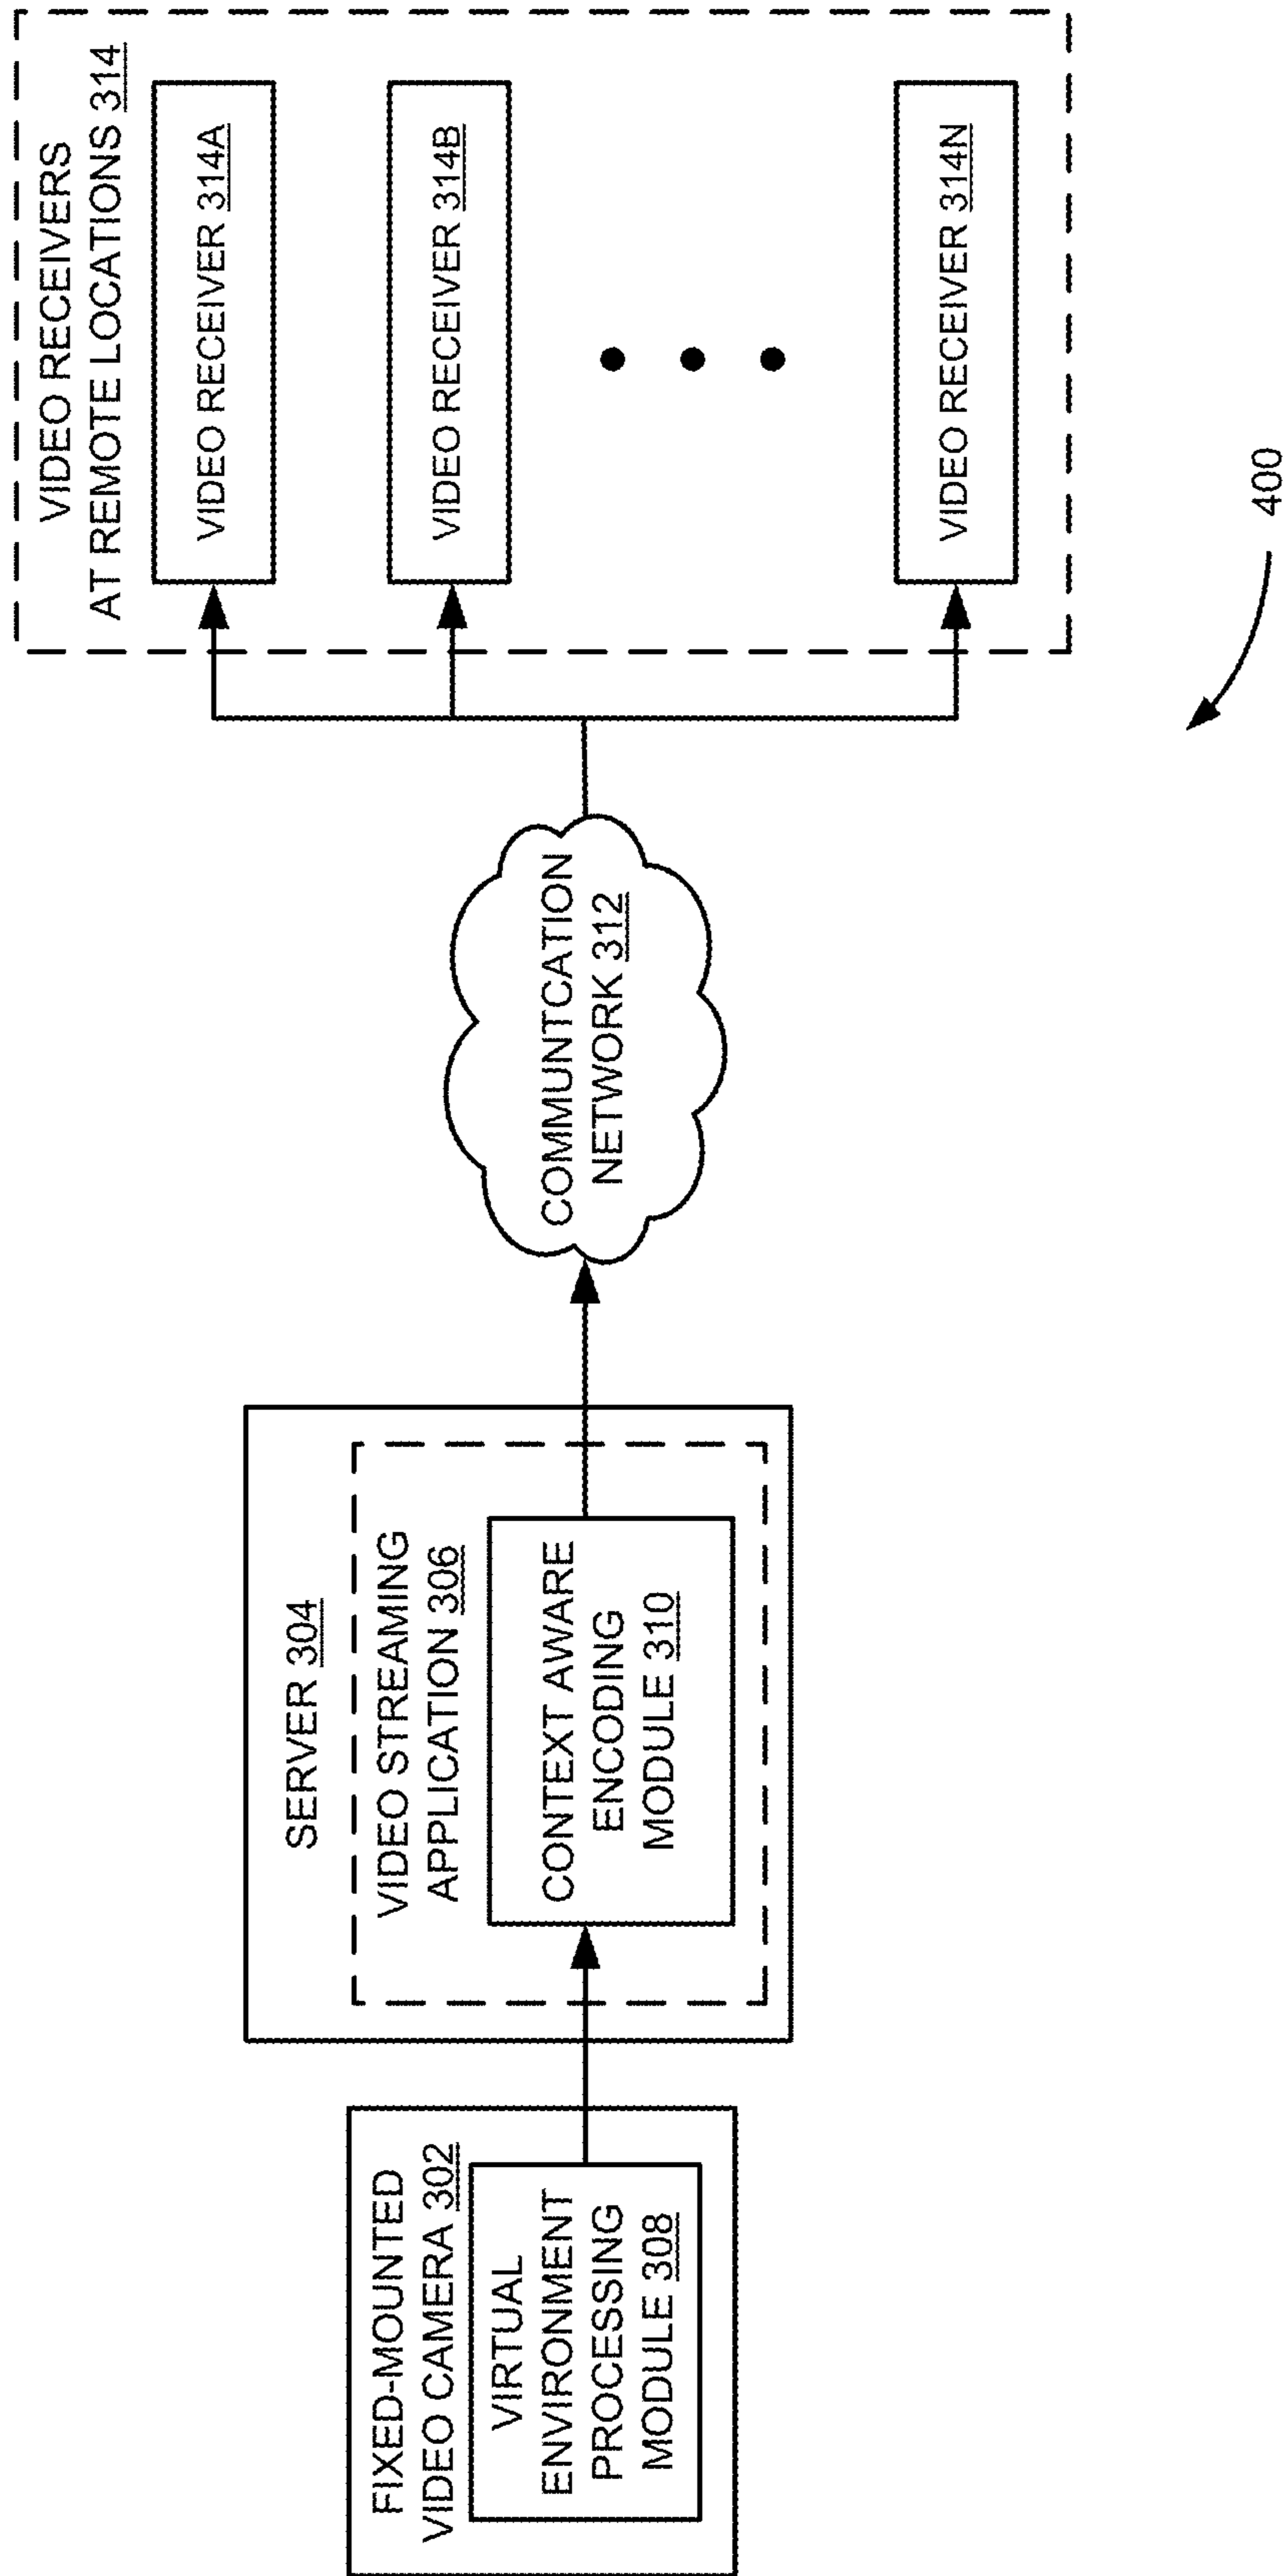 FIXED-MOUNTED
VIDEO CAMERA 302
VIRTUAL
ENVIRONMENT
PROCESSING
MODULE 308
SERVER 304
VIDEO STREAMING
APPLICATION 306
CONTEXT AWARE
ENCODING
MODULE 310
COMMUNTCATION
NETWORK 312
VIDEO RECEIVERS
AT REMOTE LOCATIONS 314
VIDEO RECEIVER 314A
VIDEO RECEIVER 314B
VIDEO RECEIVER 314N
400